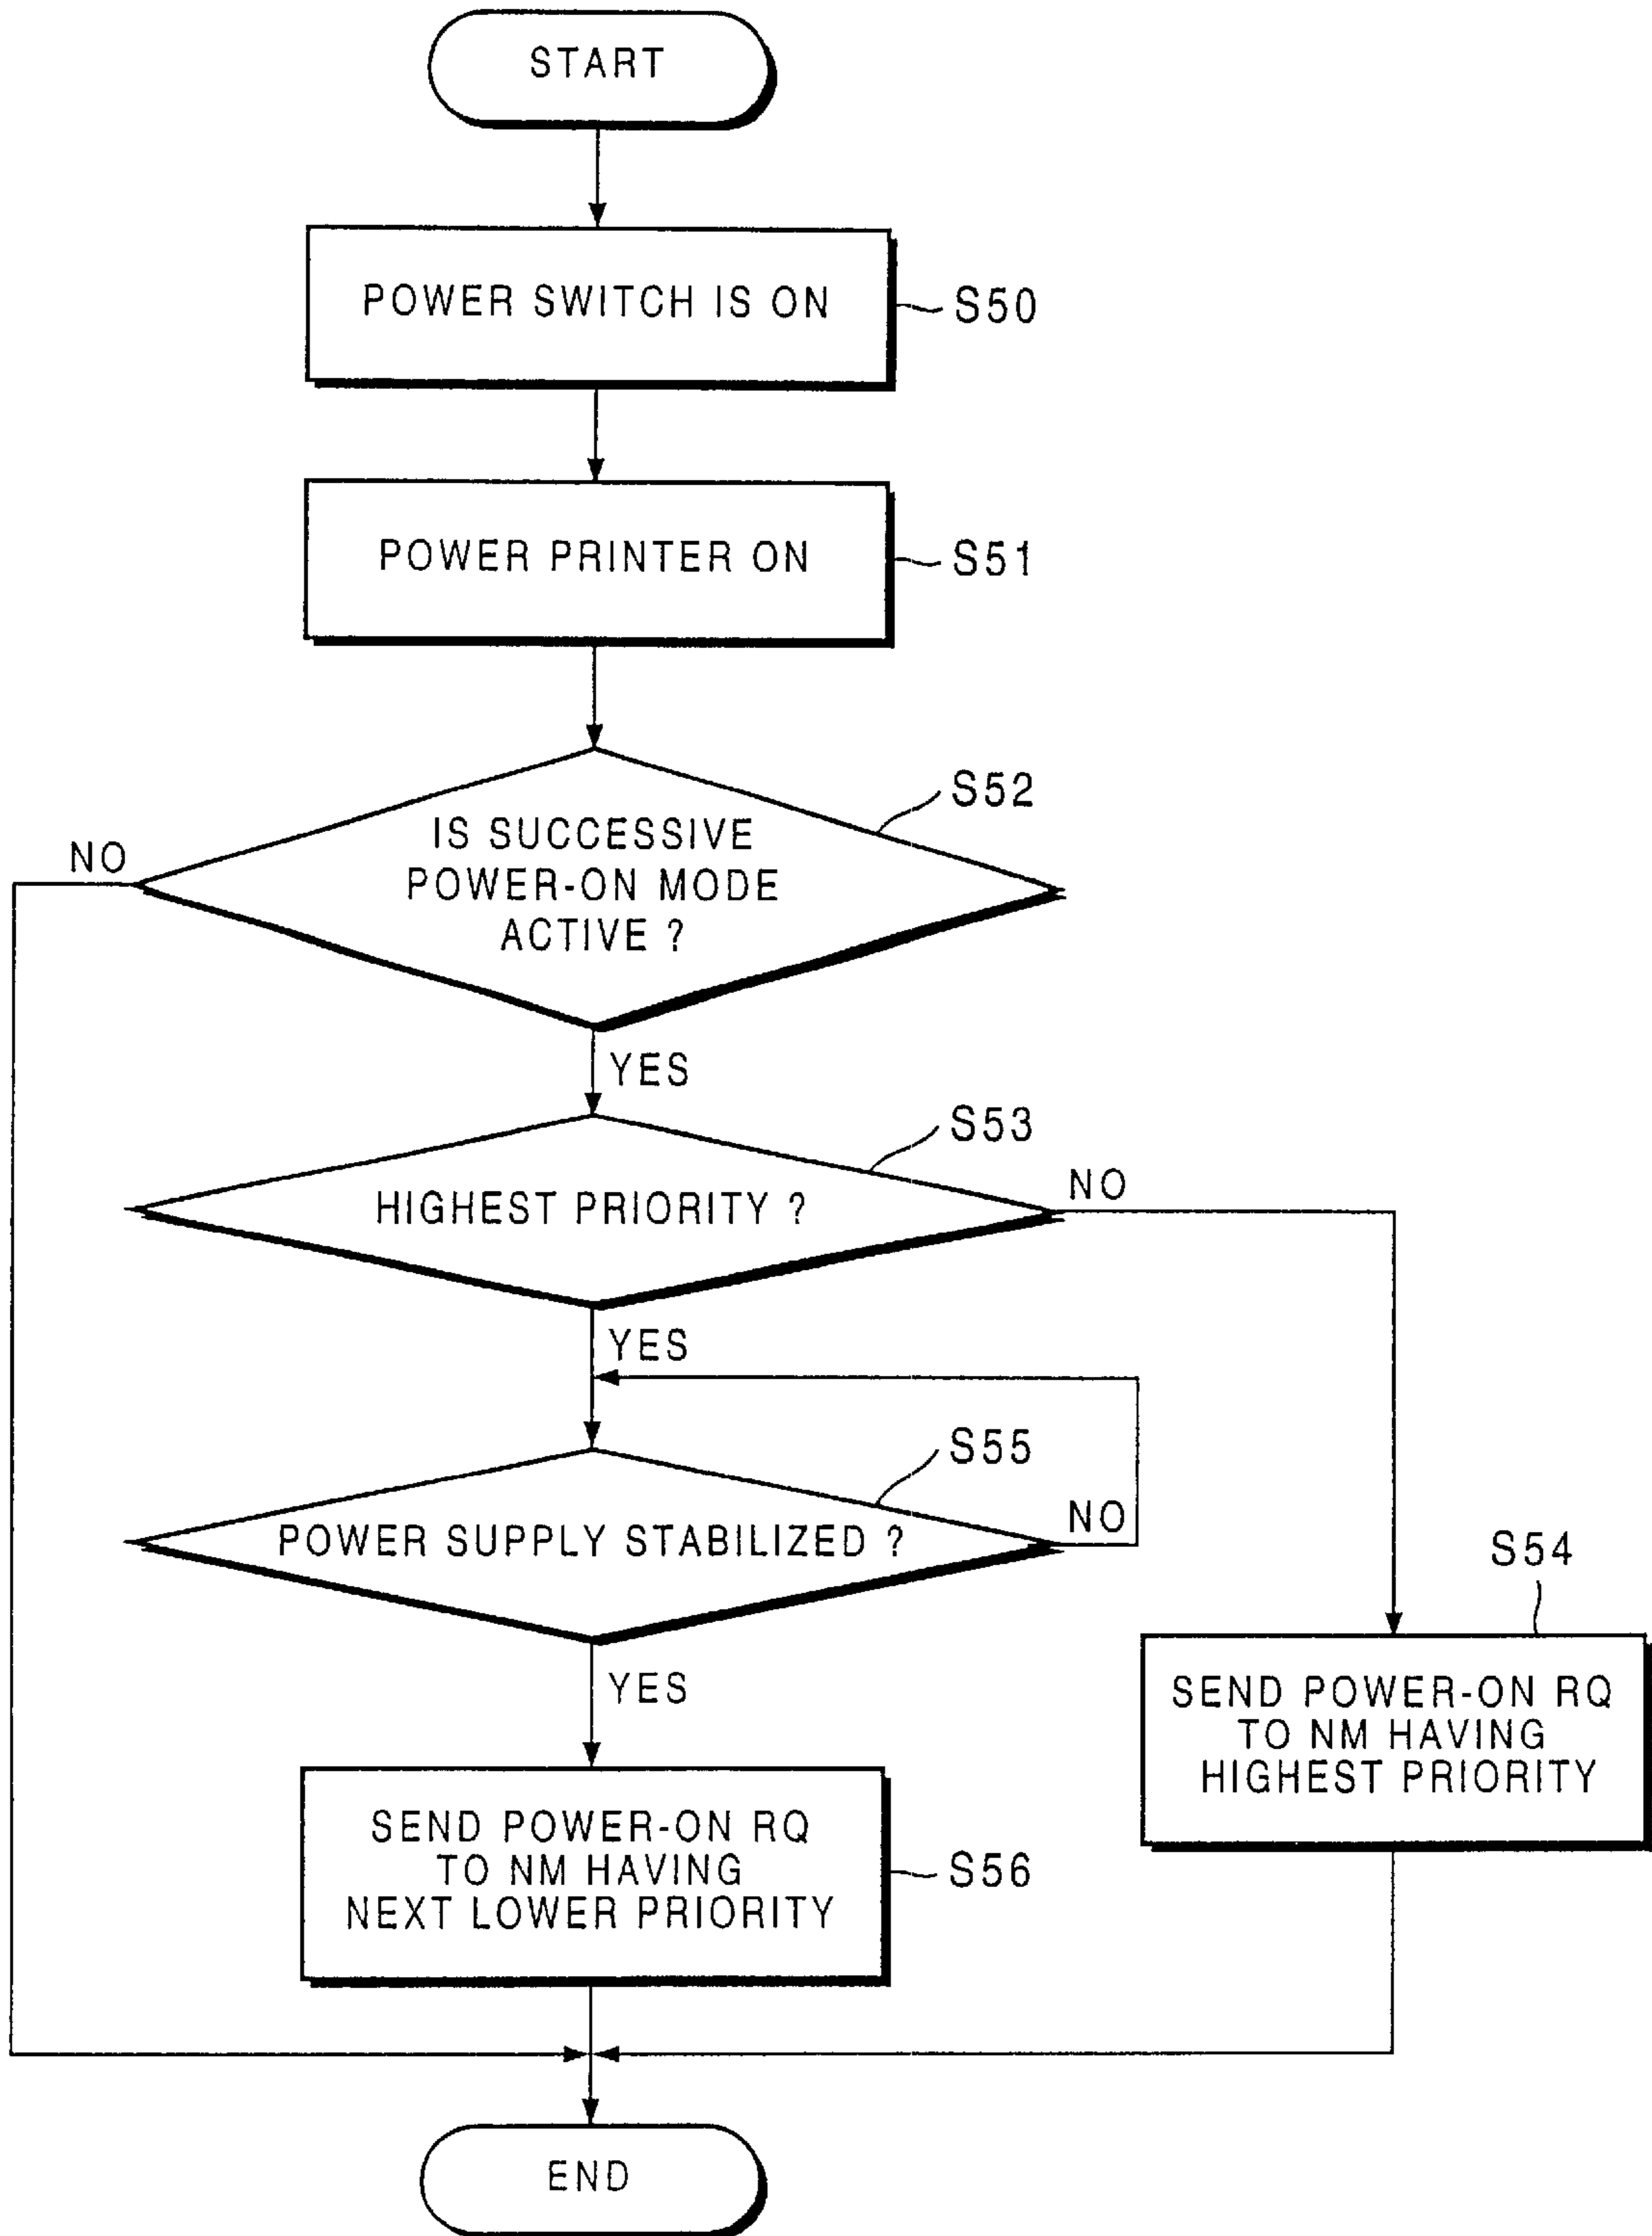 START
POWER SWITCH IS ON
S50
POWER PRINTER ON
S51
S52
IS SUCCESSIVE
POWER-ON MODE
ACTIVE ?
NO
YES
S53
HIGHEST PRIORITY ?
NO
YES
S55
POWER SUPPLY STABILIZED ?
NO
YES
S54
SEND POWER-ON RQ
TO NM HAVING
HIGHEST PRIORITY
SEND POWER-ON RQ
TO NM HAVING
NEXT LOWER PRIORITY
S56
END